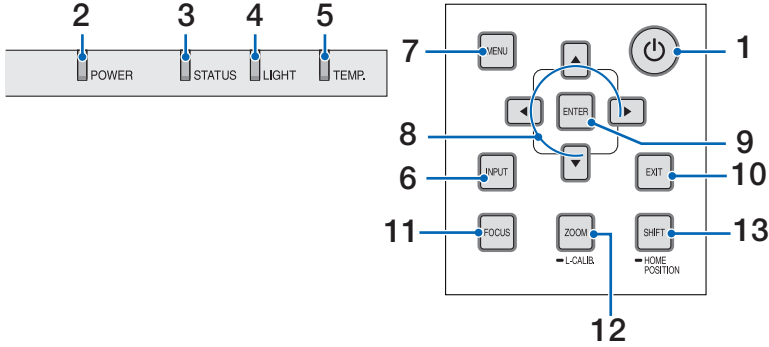 2 3 4 5
POWER STATUS LIGHT TEMP.
7 MENU 1
ENTER
8 9
6 INPUT EXIT 10
11 FOCUS ZOOM SHIFT 13
L-CALIB. HOME
POSITION
12